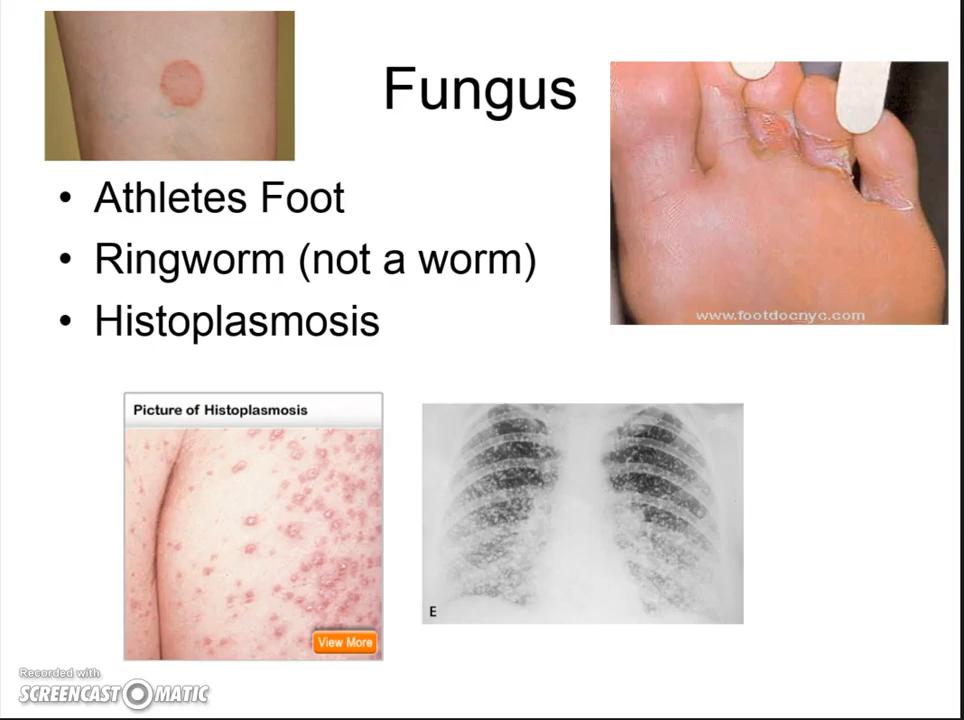 Fungus
• Athletes Foot
• Ringworm (not a worm)
• Histoplasmosis
www.footdocnyc.com
Picture of Histoplasmosis
View More
E
Recorded with
SCREENCAST MATIC